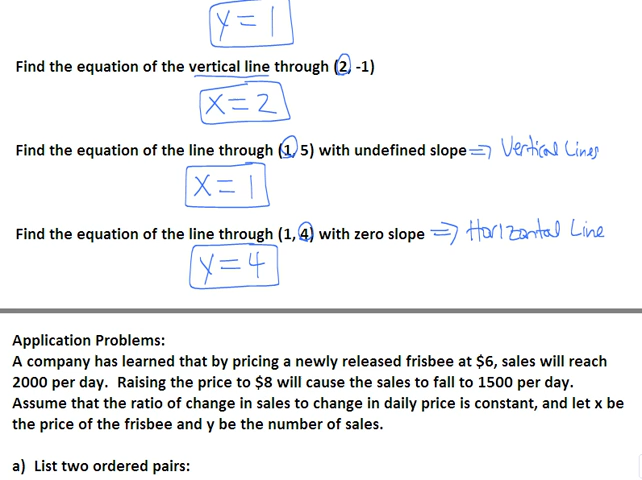 y = 1
Find the equation of the vertical line through (2, -1)
x = 2
Find the equation of the line through (1, 5) with undefined slope ⇒ Vertical Lines
x = 1
Find the equation of the line through (1, 4) with zero slope ⇒ Horizontal Line
y = 4
Application Problems:
A company has learned that by pricing a newly released frisbee at $6, sales will reach
2000 per day. Raising the price to $8 will cause the sales to fall to 1500 per day.
Assume that the ratio of change in sales to change in daily price is constant, and let x be
the price of the frisbee and y be the number of sales.
a) List two ordered pairs: